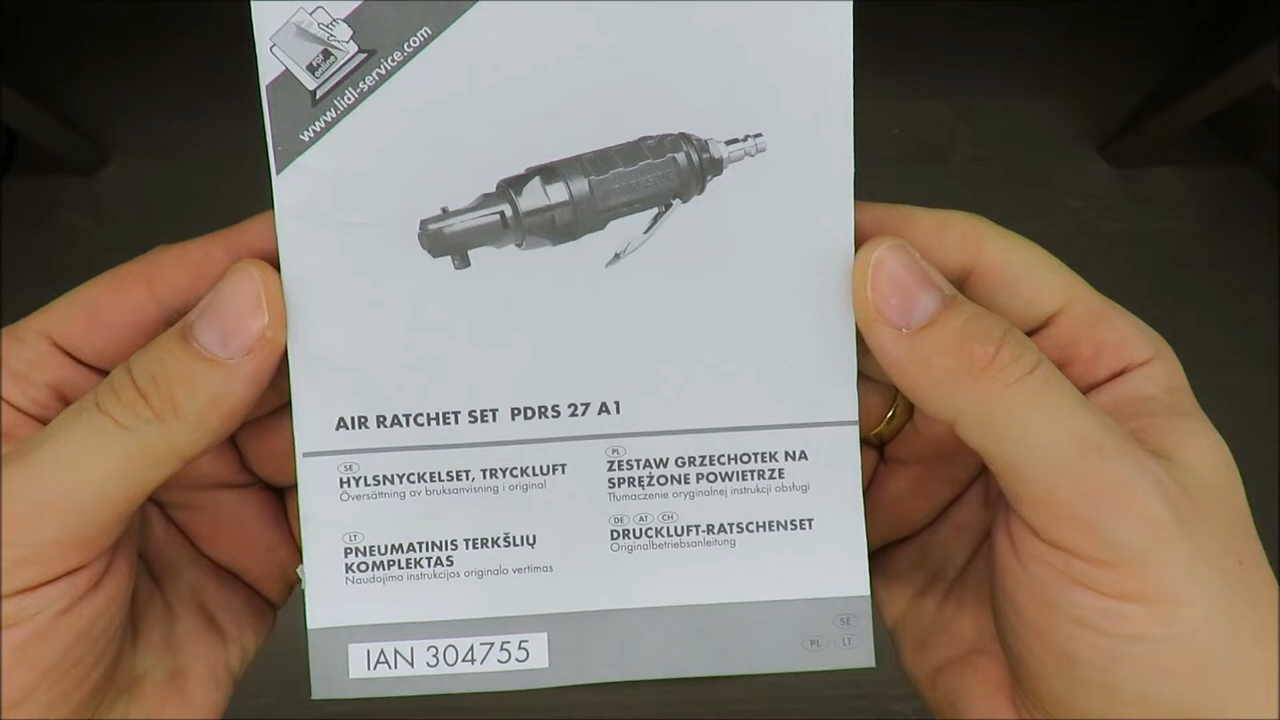 PDF
online
www.lidl-service.com
AIR RATCHET SET PDRS 27 A1
SE
HYLSNYCKELSET, TRYCKLUFT
Översättning av bruksanvisning i original
PL
ZESTAW GRZECHOTEK NA
SPRĘŻONE POWIETRZE
Tłumaczenie oryginalnej instrukcji obsługi
LT
PNEUMATINIS TERKŠLIŲ
KOMPLEKTAS
Naudojimo instrukcijos originalo vertimas
DE AT CH
DRUCKLUFT-RATSCHENSET
Originalbetriebsanleitung
IAN 304755
SE
PL LT